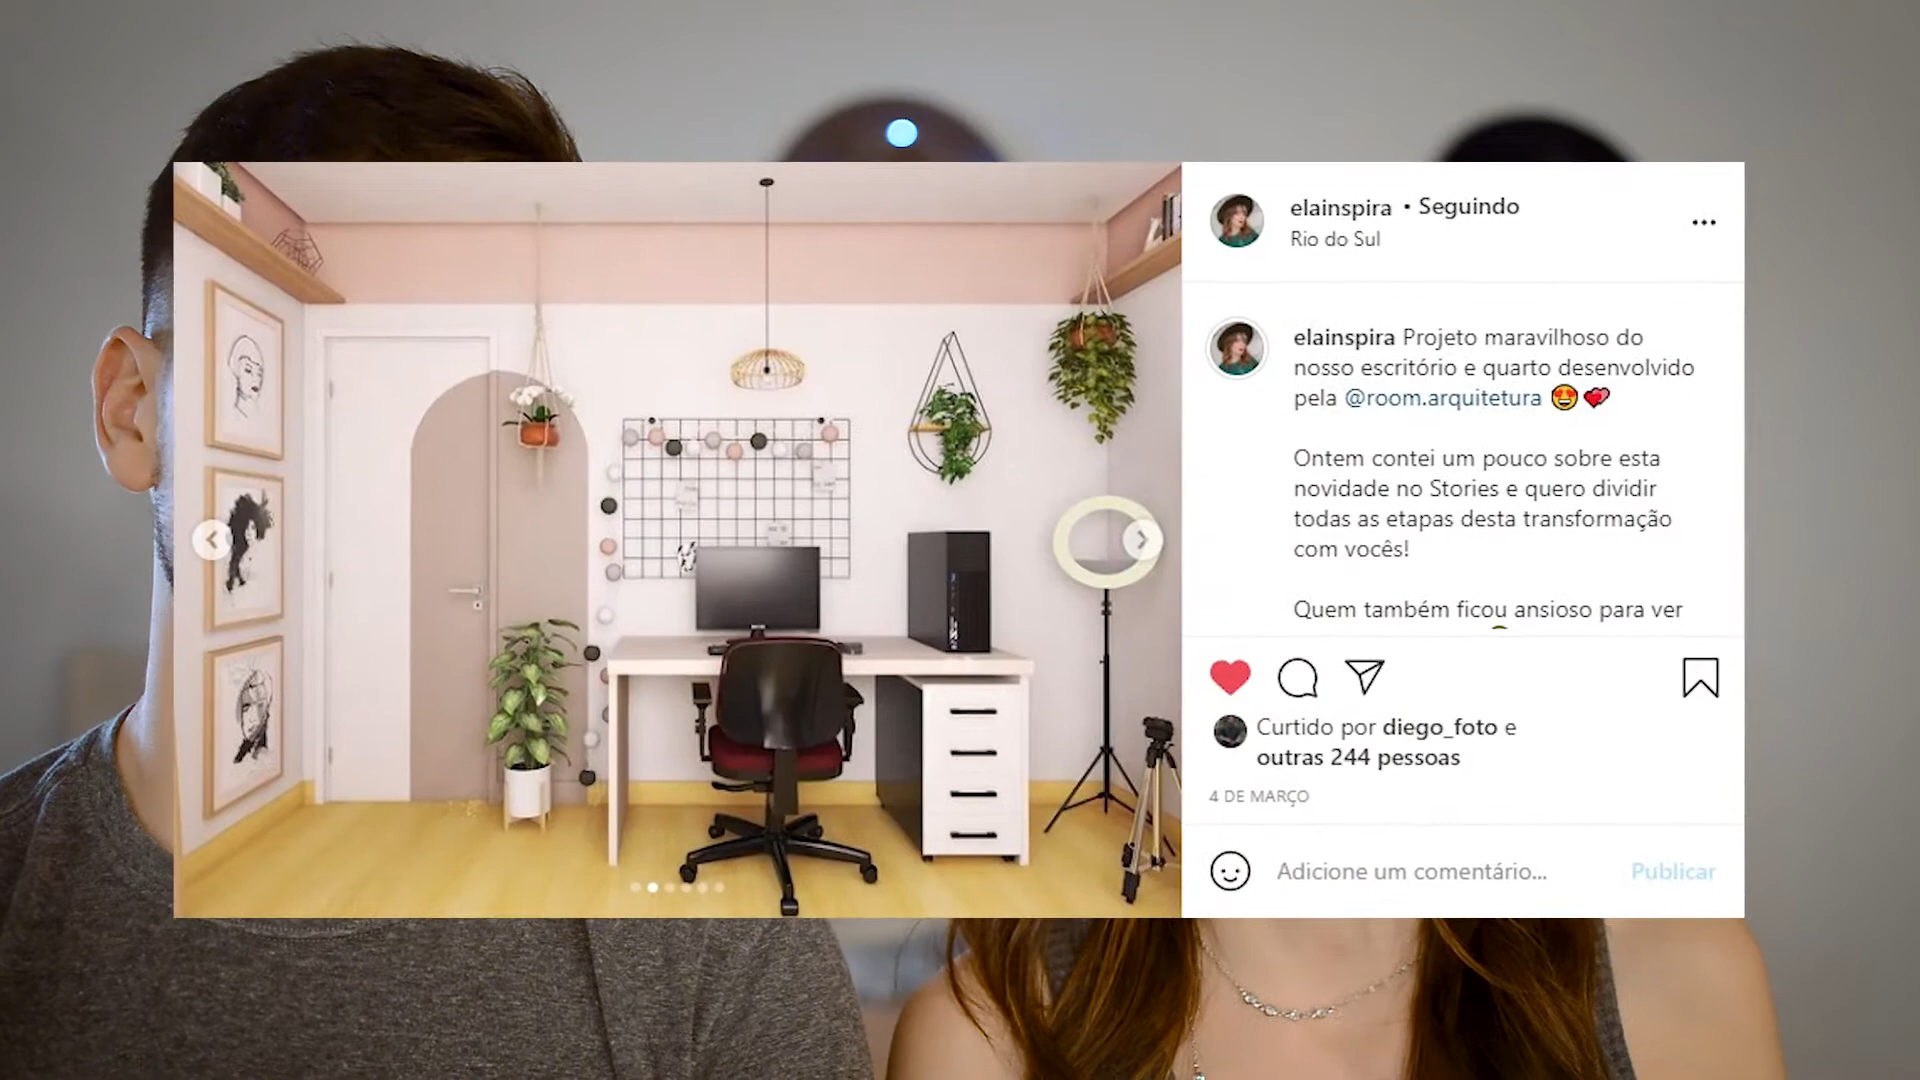 elainspira • Seguindo
Rio do Sul
elainspira Projeto maravilhoso do
nosso escritório e quarto desenvolvido
pela @room.arquitetura 😍💞
Ontem contei um pouco sobre esta
novidade no Stories e quero dividir
todas as etapas desta transformação
com vocês!
Quem também ficou ansioso para ver
Curtido por diego_foto e
outras 244 pessoas
4 DE MARÇO
Adicione um comentário... Publicar